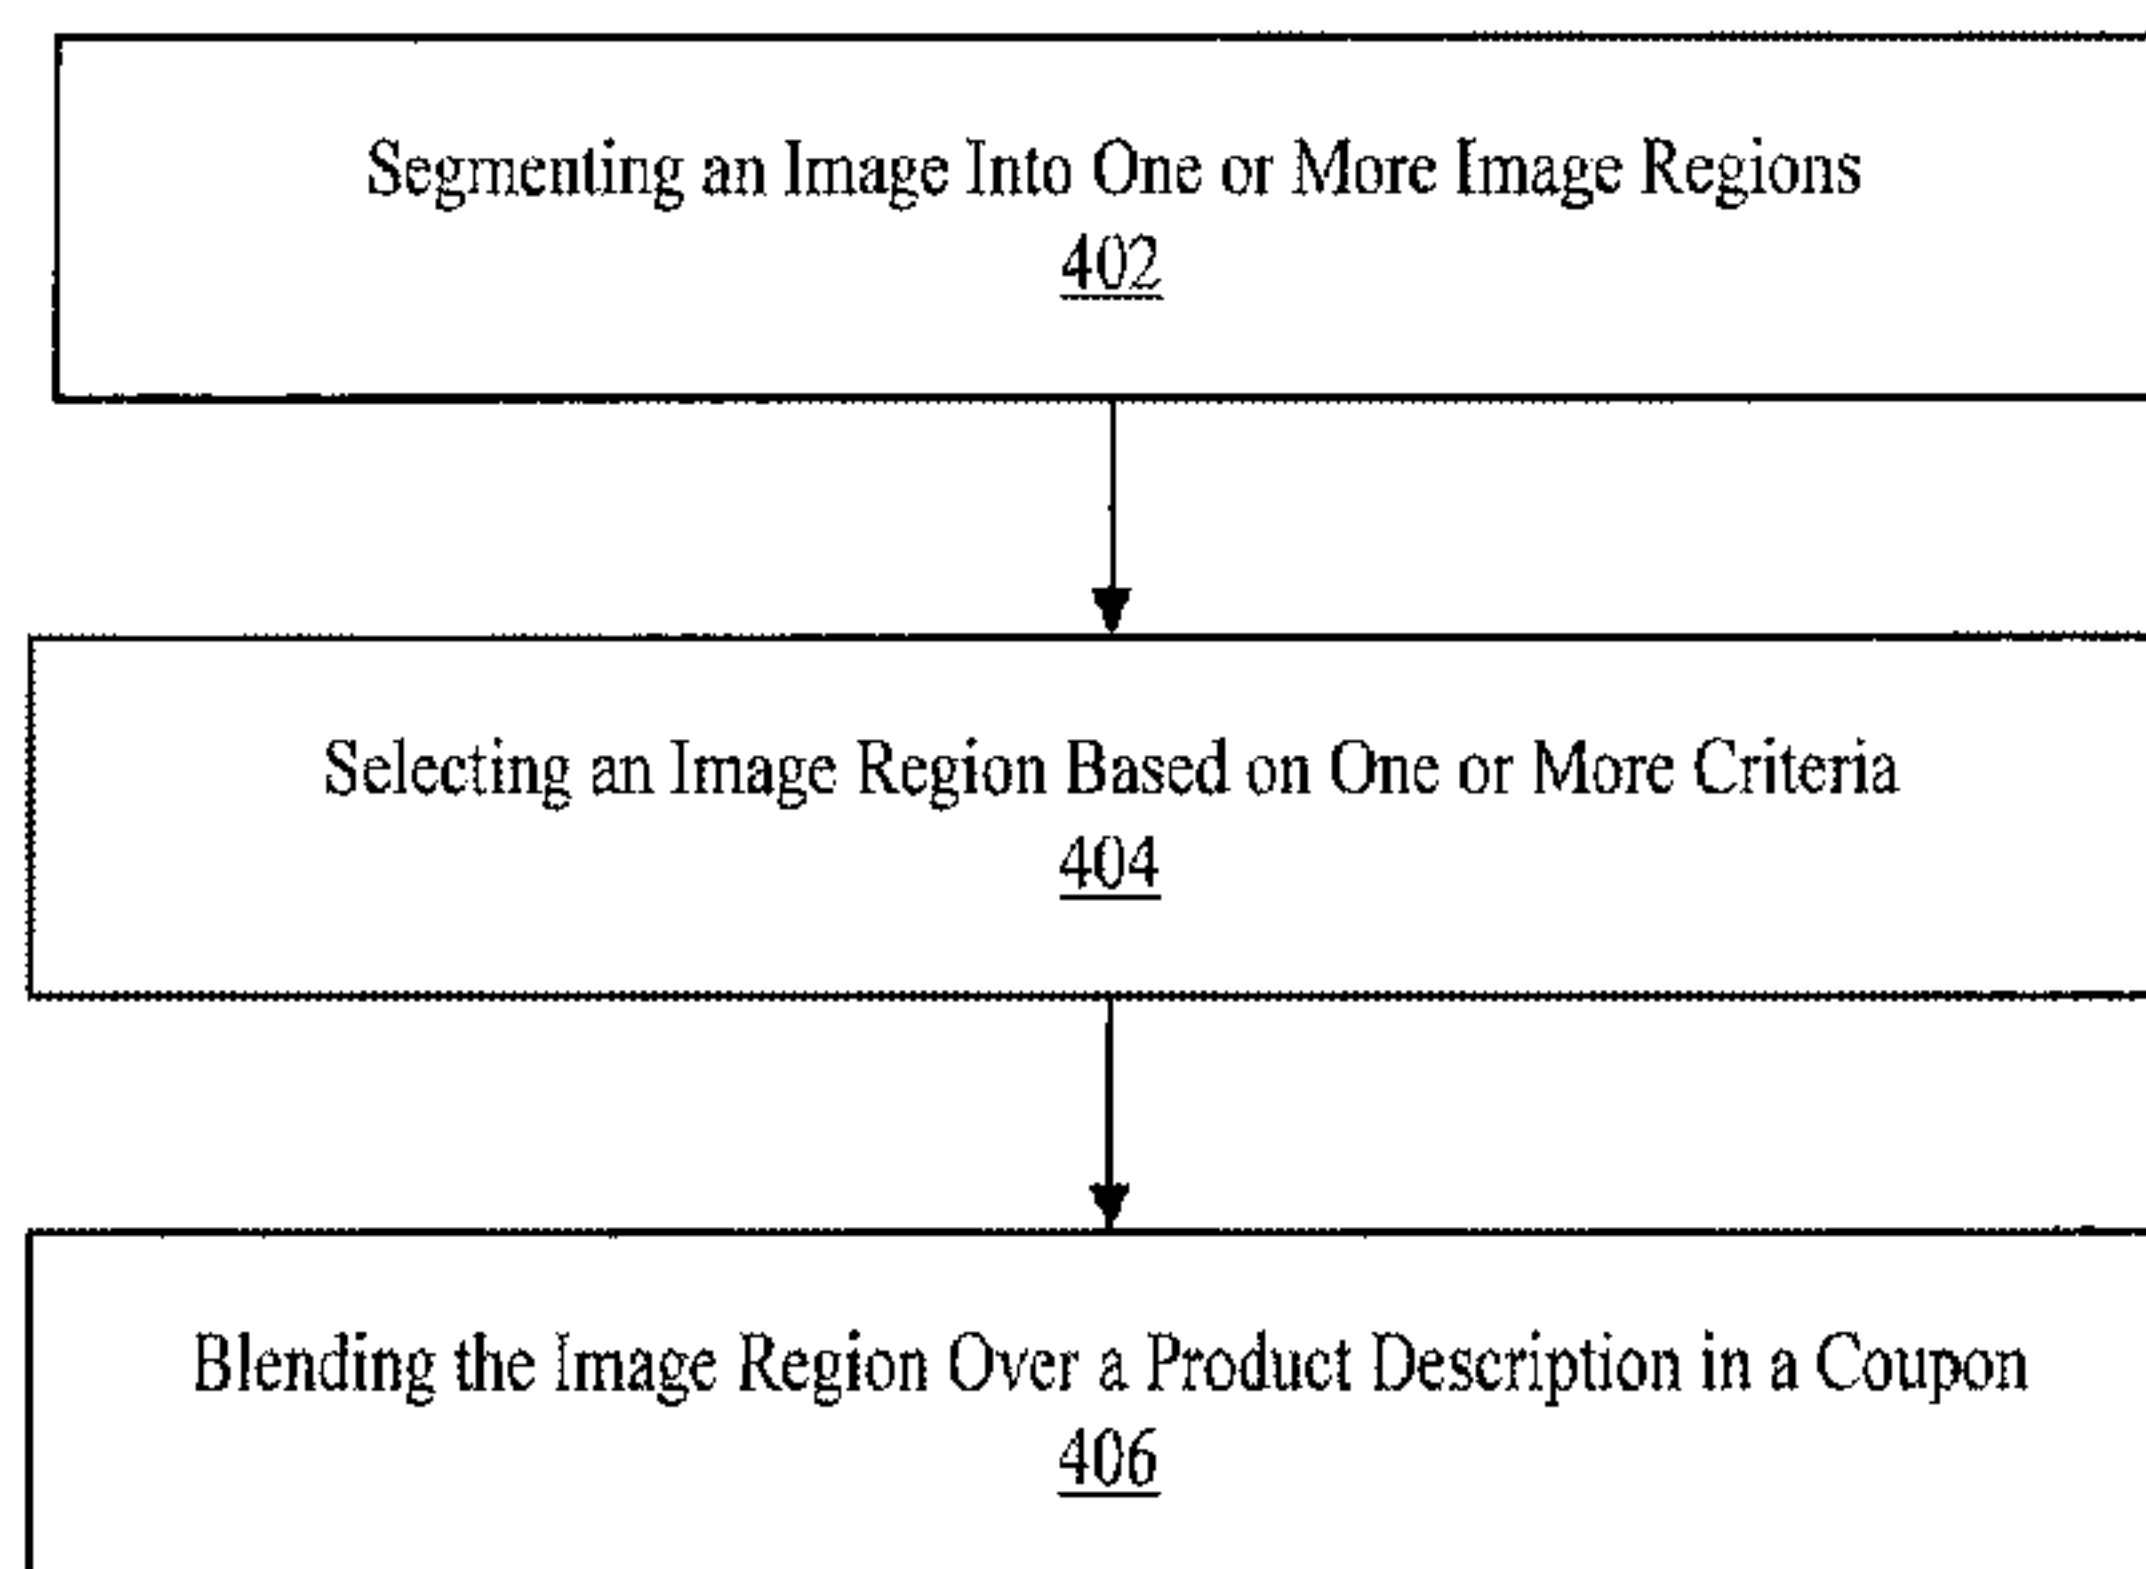 Segmenting an Image Into One or More Image Regions
402
Selecting an Image Region Based on One or More Criteria
404
Blending the Image Region Over a Product Description in a Coupon
406